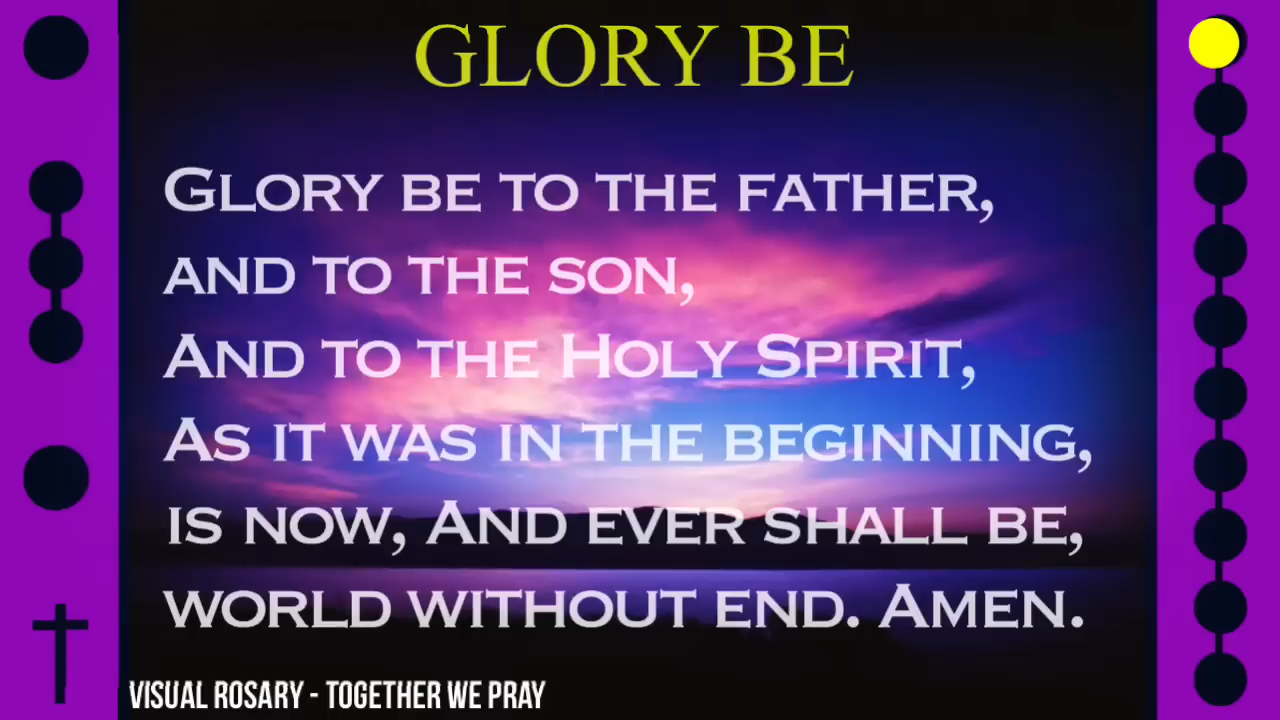 GLORY BE
GLORY BE TO THE FATHER,
AND TO THE SON,
AND TO THE HOLY SPIRIT,
AS IT WAS IN THE BEGINNING,
IS NOW, AND EVER SHALL BE,
WORLD WITHOUT END. AMEN.
VISUAL ROSARY - TOGETHER WE PRAY